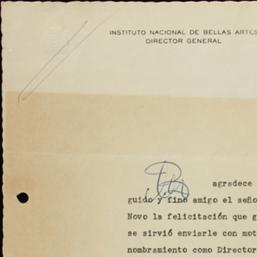 INSTITUTO NACIONAL DE BELLAS ARTES
DIRECTOR GENERAL
agradece
guido y fino amigo el seño
Novo la felicitación que g
se sirvió enviarle con mot
nombramiento como Director